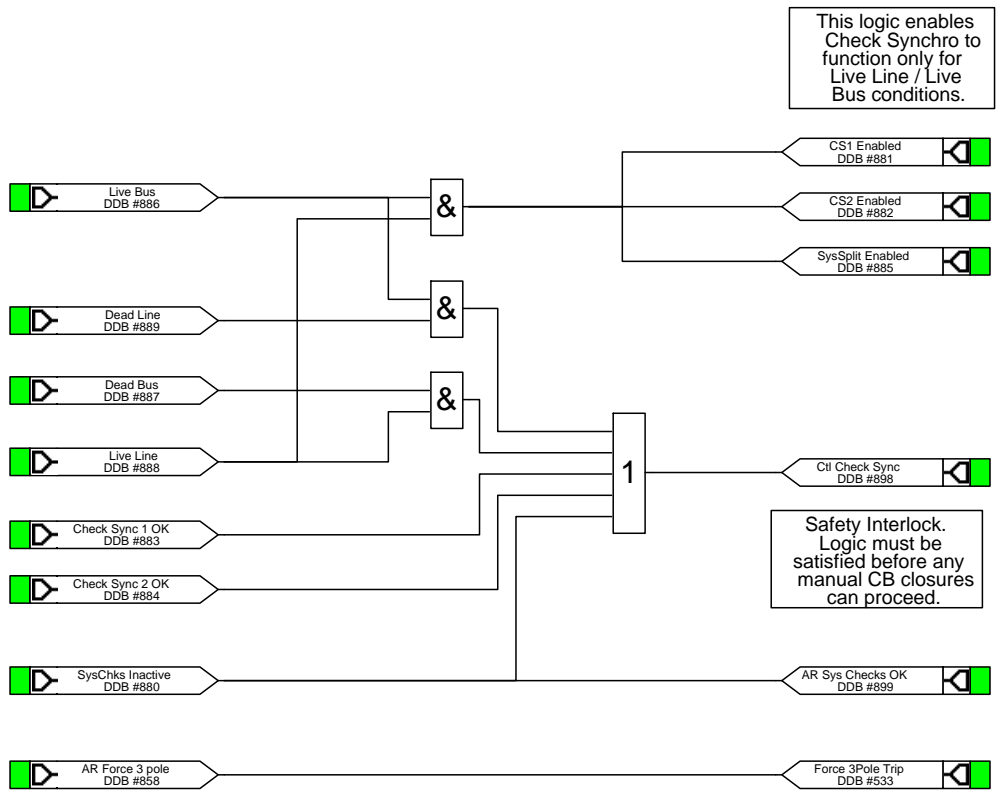 This logic enables
Check Synchro to
function only for
Live Line / Live
Bus conditions.
CS1 Enabled
DDB #881
Live Bus
DDB #886
&
CS2 Enabled
DDB #882
SysSplit Enabled
DDB #885
Dead Line
DDB #889
&
Dead Bus
DDB #887
&
Live Line
DDB #888
1
Ctl Check Sync
DDB #898
Check Sync 1 OK
DDB #883
Safety Interlock.
Logic must be
satisfied before any
manual CB closures
can proceed.
Check Sync 2 OK
DDB #884
SysChks Inactive
DDB #880
AR Sys Checks OK
DDB #899
AR Force 3 pole
DDB #858
Force 3Pole Trip
DDB #533